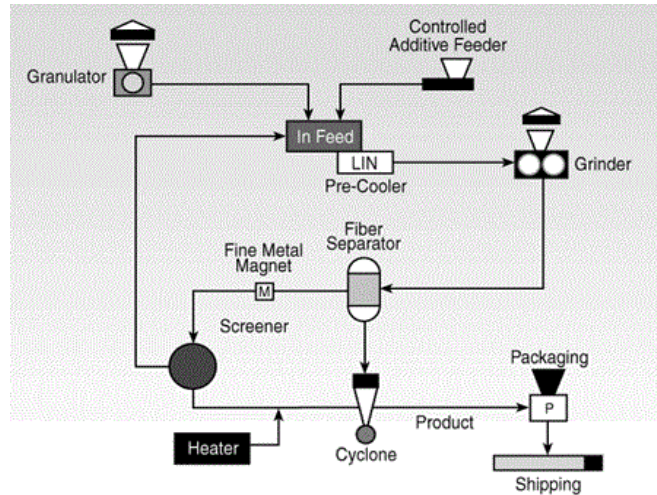 Controlled
Additive Feeder
Granulator
In Feed
LIN
Pre-Cooler
Grinder
Fiber
Separator
Fine Metal
Magnet
M
Screener
Packaging
P
Product
Heater
Cyclone
Shipping